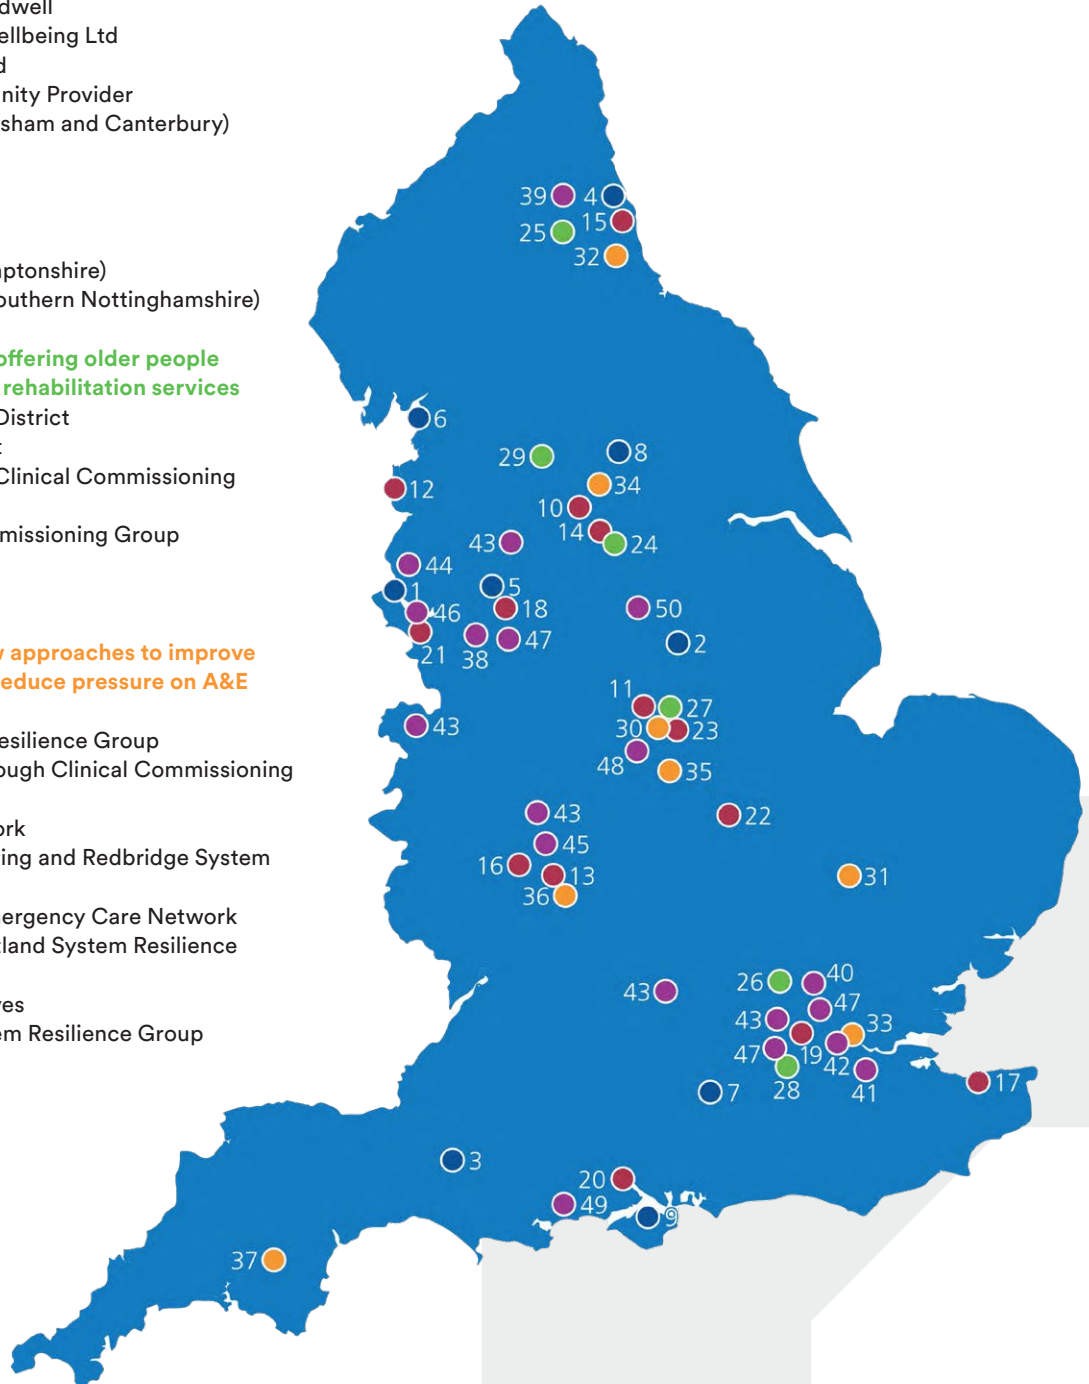 dwell
ellbeing Ltd
d
nity Provider
sham and Canterbury)
ptonshire)
outhern Nottinghamshire)
offering older people
rehabilitation services
District
t
Clinical Commissioning
missioning Group
w approaches to improve
educe pressure on A&E
esilience Group
ough Clinical Commissioning
ork
ing and Redbridge System
mergency Care Network
tland System Resilience
ves
em Resilience Group
39 4
15
25
32
6
29 8
34
12
10
14
43 24
44
1 5
46 18 50
21 38 47 2
11 27
43 30 23
48 35
43 22
45
16 13 31
36
26 40
43 47
43 33
47 19 42
28 41 17
7
3
20
49 9
37